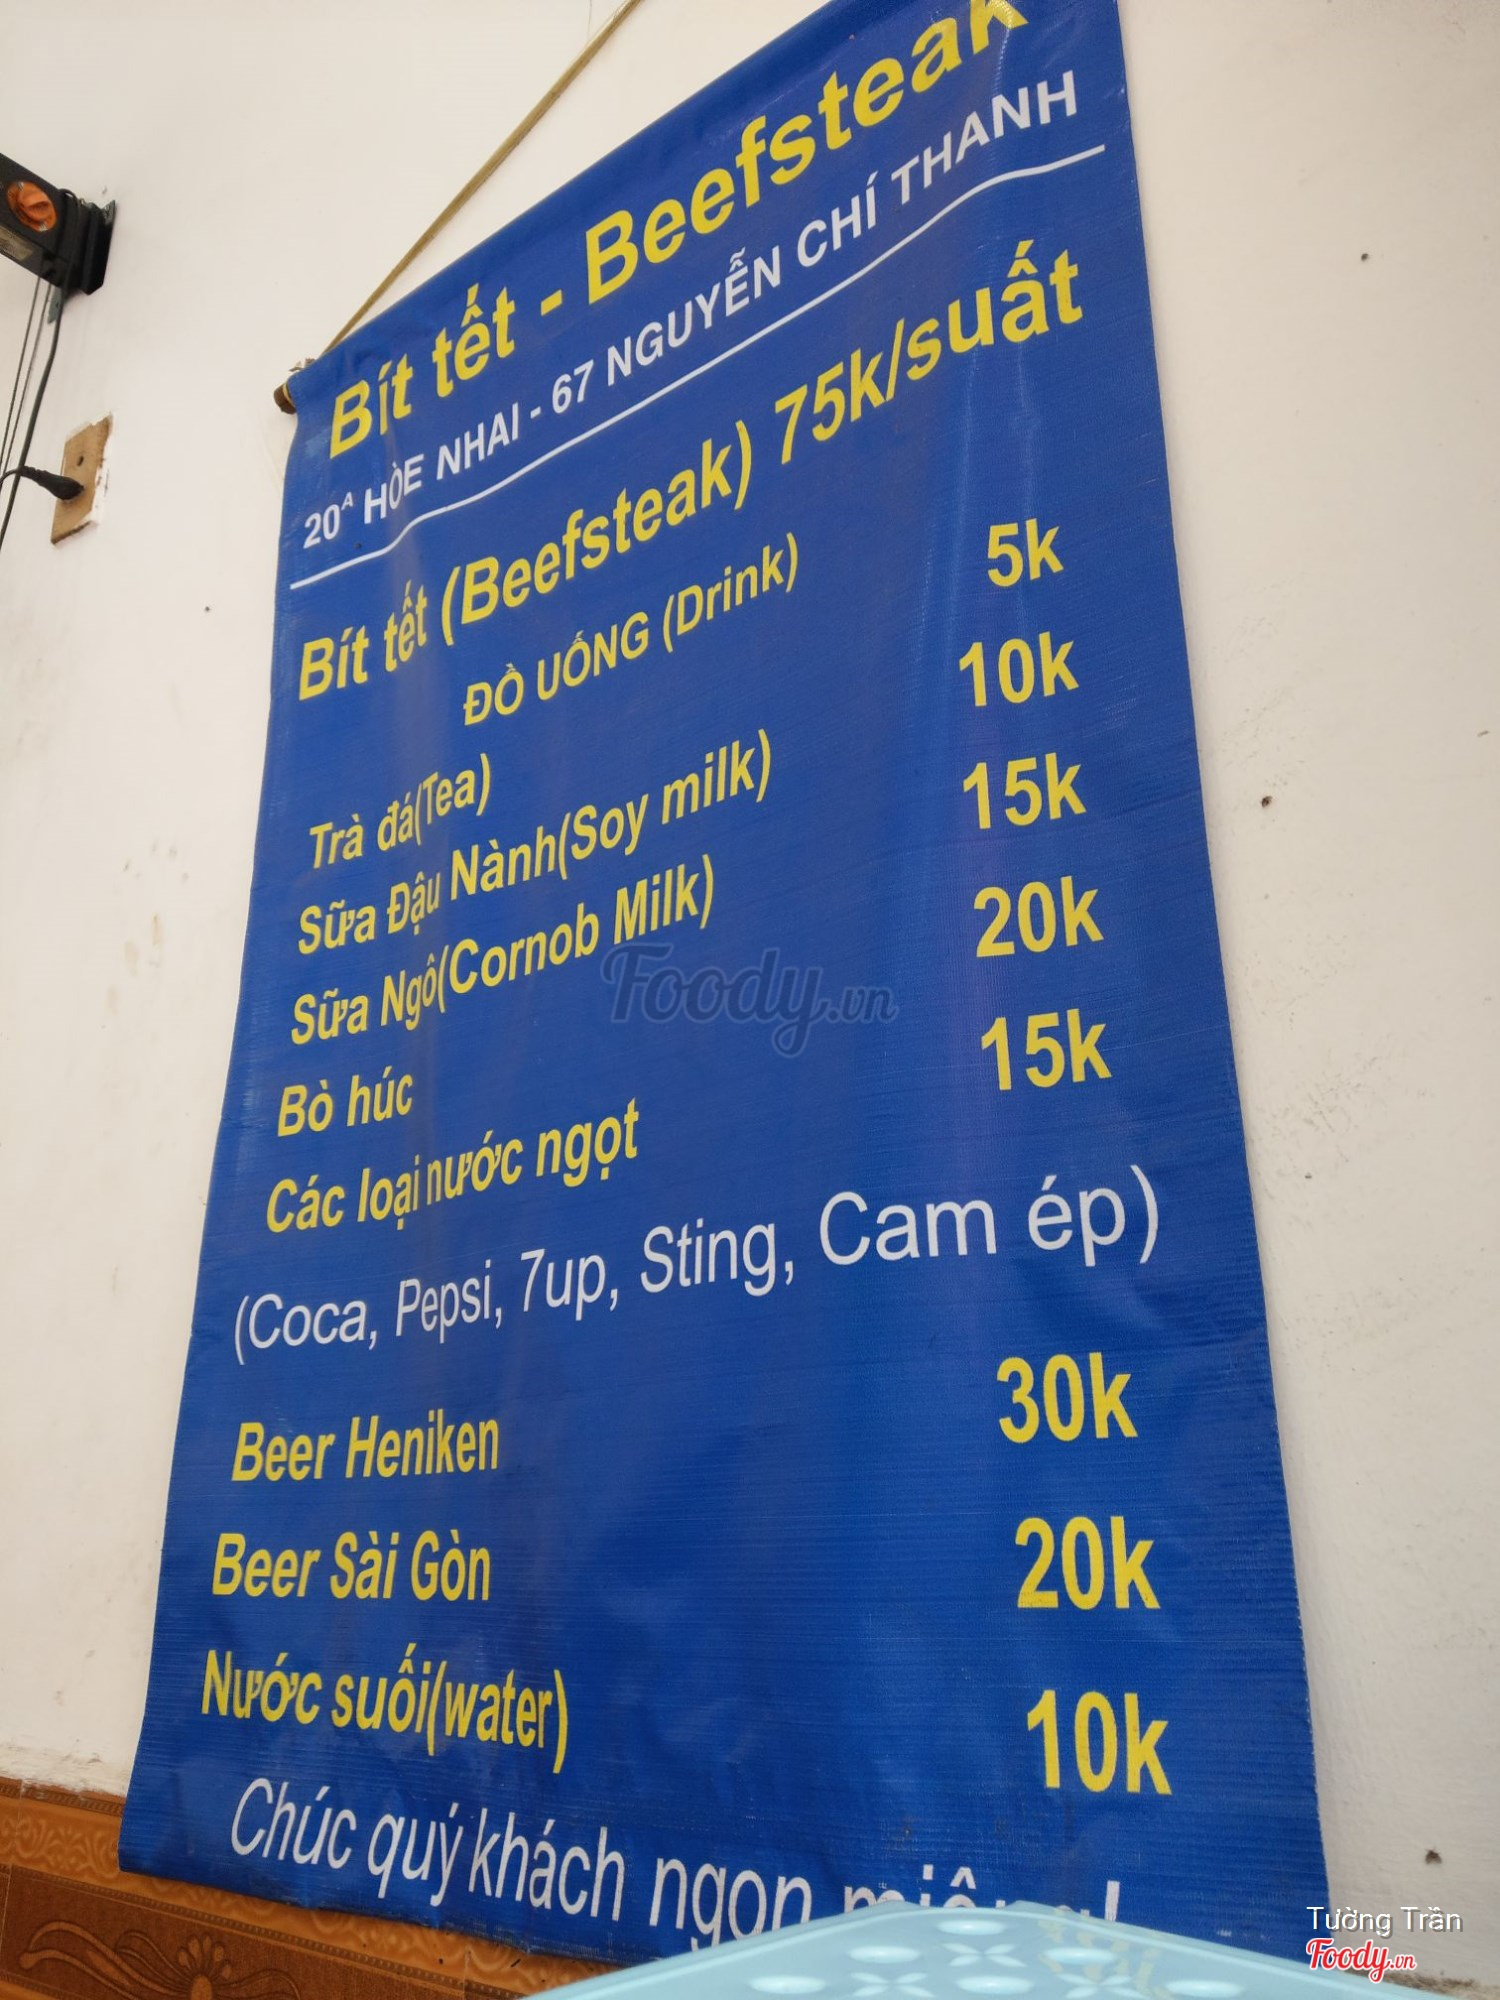 Bít tết - Beefsteak
20A HÒE NHAI - 67 NGUYỄN CHÍ THANH
Bít tết (Beefsteak) 75k/suất
ĐỒ UỐNG (Drink)
Trà đá(Tea) 5k
Sữa Đậu Nành(Soy milk) 10k
Sữa Ngô(Cornob Milk) 15k
Bò húc 20k
Các loại nước ngọt 15k
(Coca, Pepsi, 7up, Sting, Cam ép)
Beer Heniken 30k
Beer Sài Gòn 20k
Nước suối(water) 10k
Chúc quý khách ngon miệng!
Foody.vn
Tường Trần
Foody.vn